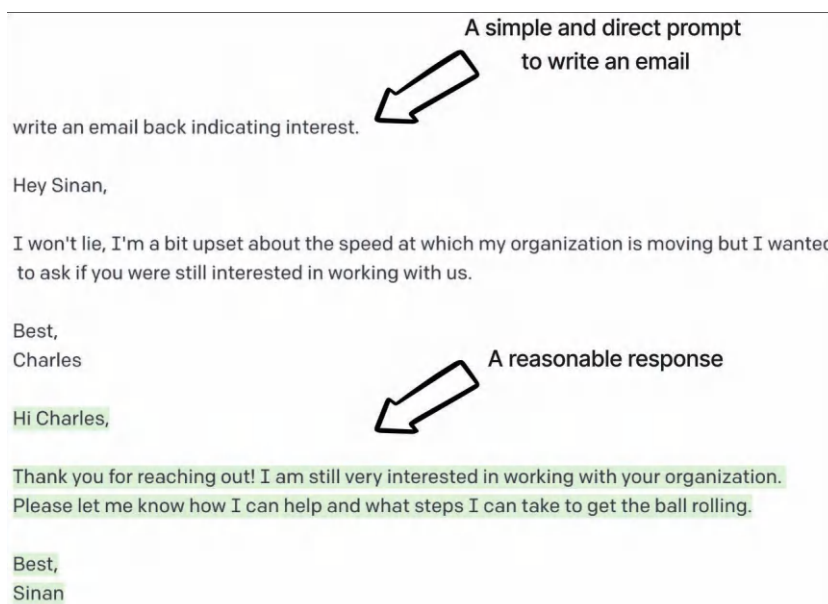 A simple and direct prompt
to write an email
write an email back indicating interest.
Hey Sinan,
I won't lie, I'm a bit upset about the speed at which my organization is moving but I wanted
to ask if you were still interested in working with us.
Best,
Charles
A reasonable response
Hi Charles,
Thank you for reaching out! I am still very interested in working with your organization.
Please let me know how I can help and what steps I can take to get the ball rolling.
Best,
Sinan